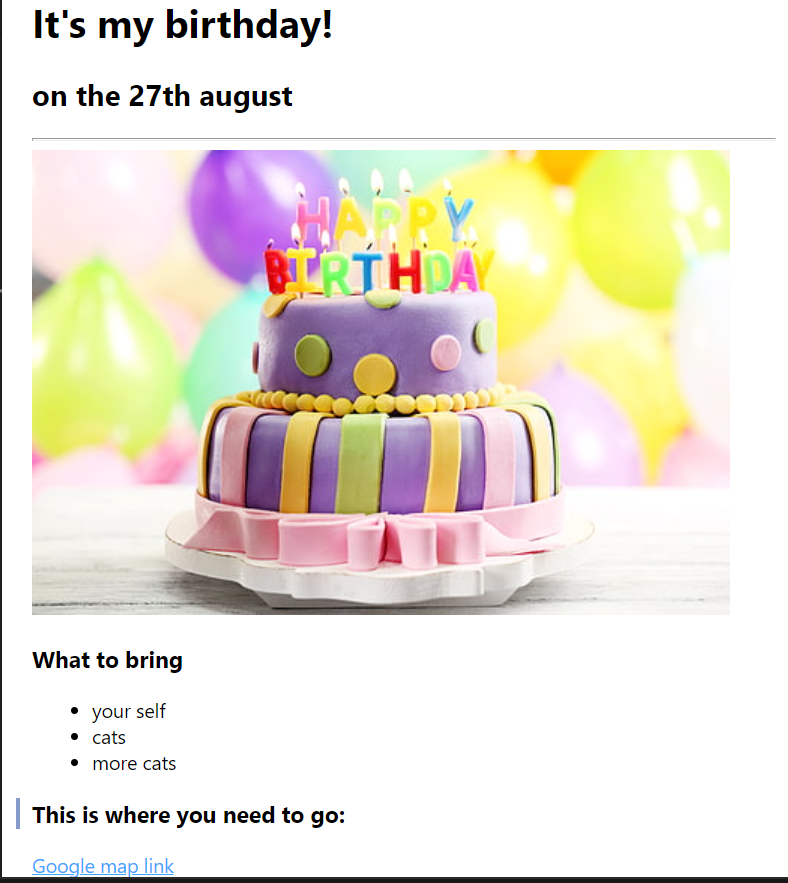 It's my birthday!
on the 27th august
HAPPY
BIRTHDAY
What to bring
your self
cats
more cats
This is where you need to go:
Google map link